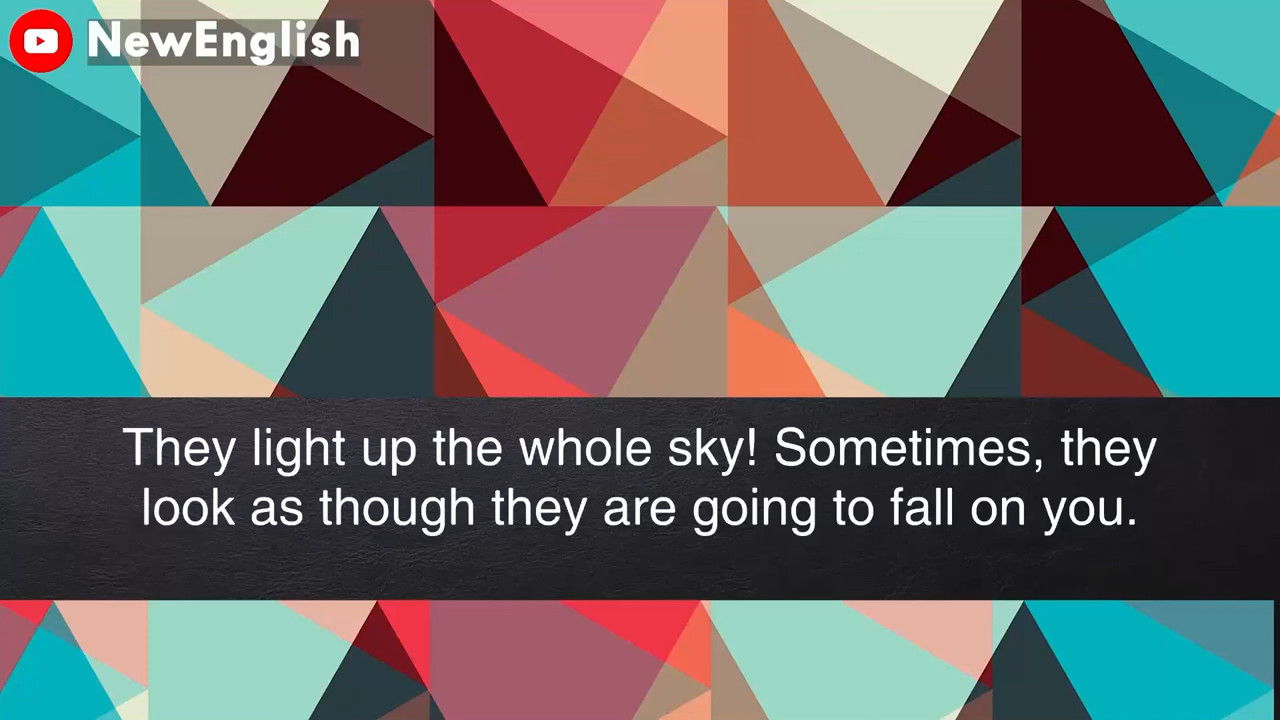 NewEnglish
They light up the whole sky! Sometimes, they
look as though they are going to fall on you.